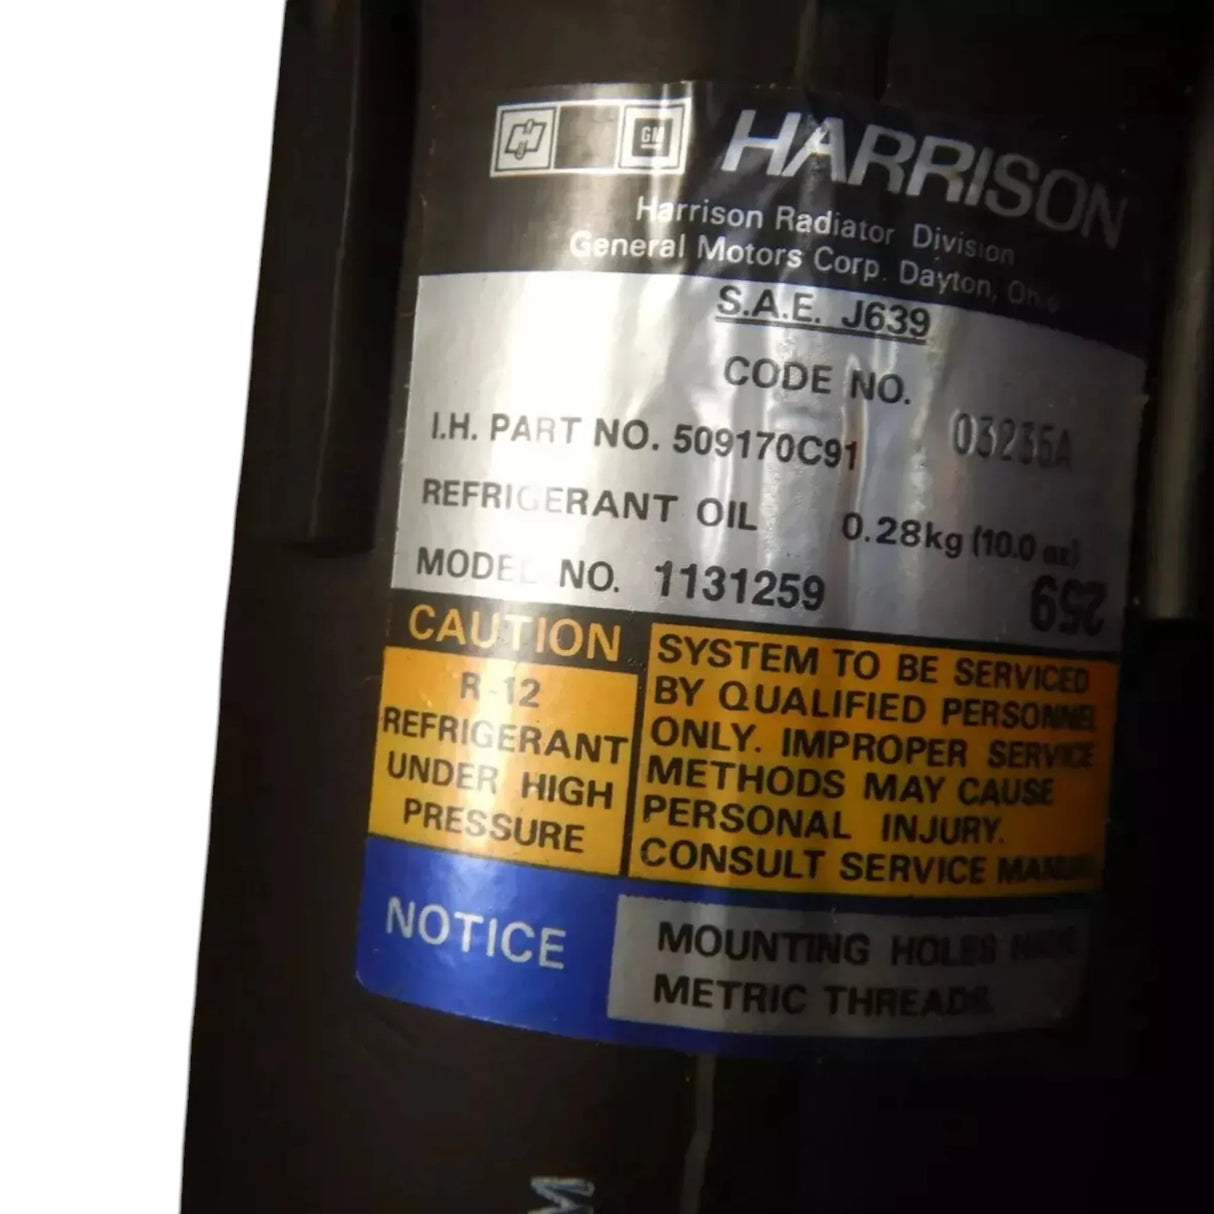 GM
HARRISON
Harrison Radiator Division
General Motors Corp. Dayton, Ohio
S.A.E. J639
CODE NO.
03235A
I.H. PART NO. 509170C91
REFRIGERANT OIL 0.28kg (10.0 oz)
MODEL NO. 1131259
259
CAUTION
R-12
REFRIGERANT
UNDER HIGH
PRESSURE
SYSTEM TO BE SERVICED
BY QUALIFIED PERSONNEL
ONLY. IMPROPER SERVICE
METHODS MAY CAUSE
PERSONAL INJURY.
CONSULT SERVICE MANUAL
NOTICE
MOUNTING HOLES HAVE
METRIC THREADS
M